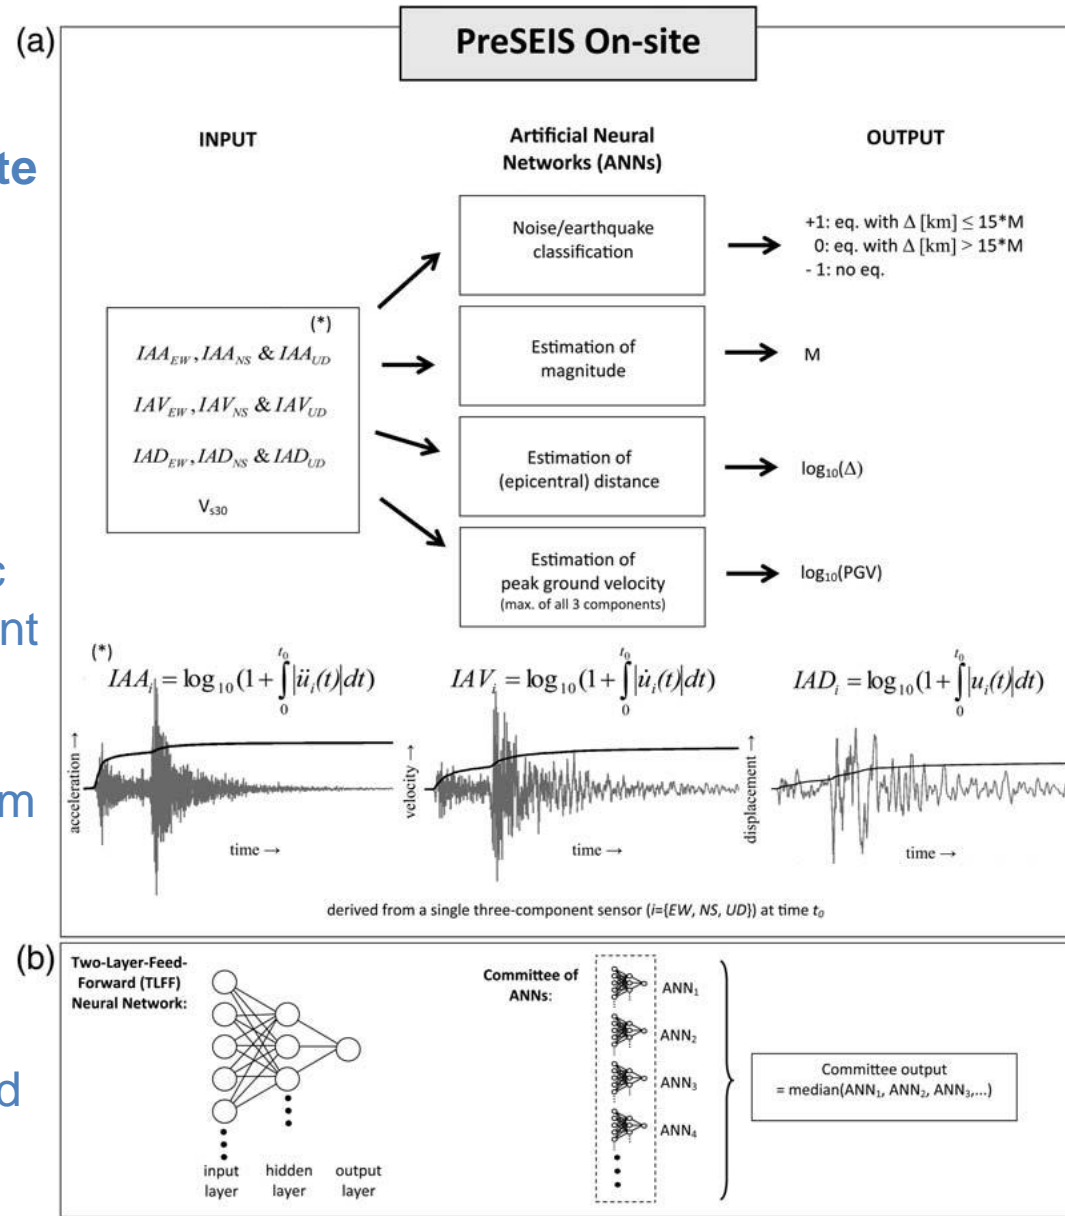 (a)
PreSEIS On-site
te
c
nt
m
d
INPUT
Artificial Neural
Networks (ANNs)
OUTPUT
(*)
IAA_EW, IAA_NS & IAA_UD
IAV_EW, IAV_NS & IAV_UD
IAD_EW, IAD_NS & IAD_UD
V_s30
Noise/earthquake
classification
+1: eq. with Δ [km] ≤ 15*M
0: eq. with Δ [km] > 15*M
- 1: no eq.
Estimation of
magnitude
M
Estimation of
(epicentral) distance
log₁₀(Δ)
Estimation of
peak ground velocity
(max. of all 3 components)
log₁₀(PGV)
(*)
IAA_i = log₁₀(1+∫₀^t₀|ü_i(t)|dt)
IAV_i = log₁₀(1+∫₀^t₀|u̇_i(t)|dt)
IAD_i = log₁₀(1+∫₀^t₀|u_i(t)|dt)
acceleration →
time →
velocity →
time →
displacement →
time →
derived from a single three-component sensor (i={EW, NS, UD}) at time t₀
(b)
Two-Layer-Feed-
Forward (TLFF)
Neural Network:
input
layer
hidden
layer
output
layer
Committee of
ANNs:
ANN₁
ANN₂
ANN₃
ANN₄
Committee output
= median(ANN₁, ANN₂, ANN₃,...)